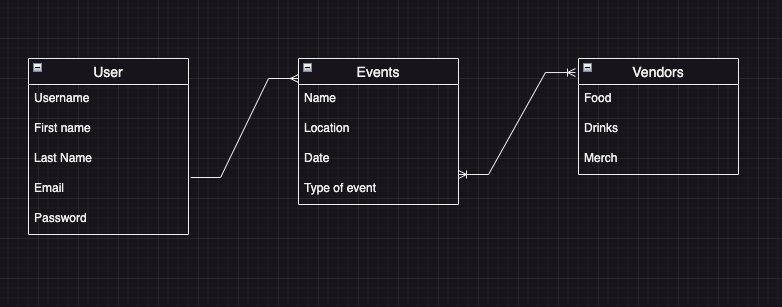 User
Username
First name
Last Name
Email
Password
Events
Name
Location
Date
Type of event
Vendors
Food
Drinks
Merch